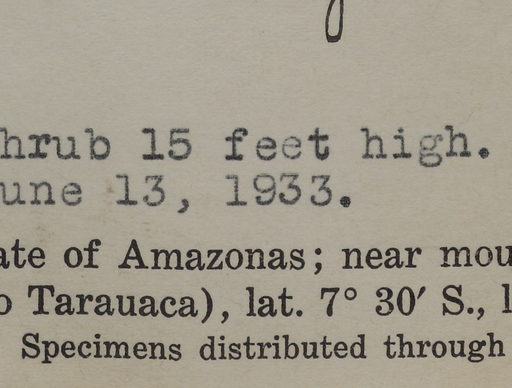 hrub 15 feet high.
une 13, 1933.
ate of Amazonas; near mou
o Tarauaca), lat. 7° 30′ S., l
Specimens distributed through